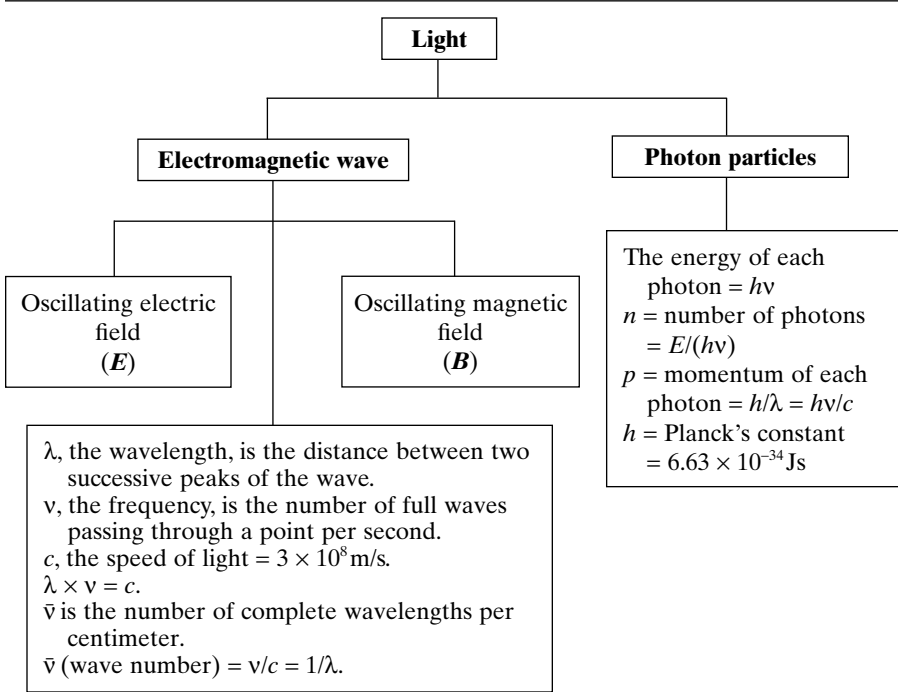 Light
Electromagnetic wave
Photon particles
Oscillating electric
field
(E)
Oscillating magnetic
field
(B)
The energy of each
photon = hν
n = number of photons
= E/(hν)
p = momentum of each
photon = h/λ = hν/c
h = Planck's constant
= 6.63 × 10⁻³⁴ Js
λ, the wavelength, is the distance between two
successive peaks of the wave.
ν, the frequency, is the number of full waves
passing through a point per second.
c, the speed of light = 3 × 10⁸ m/s.
λ × ν = c.
ν̄ is the number of complete wavelengths per
centimeter.
ν̄ (wave number) = ν/c = 1/λ.